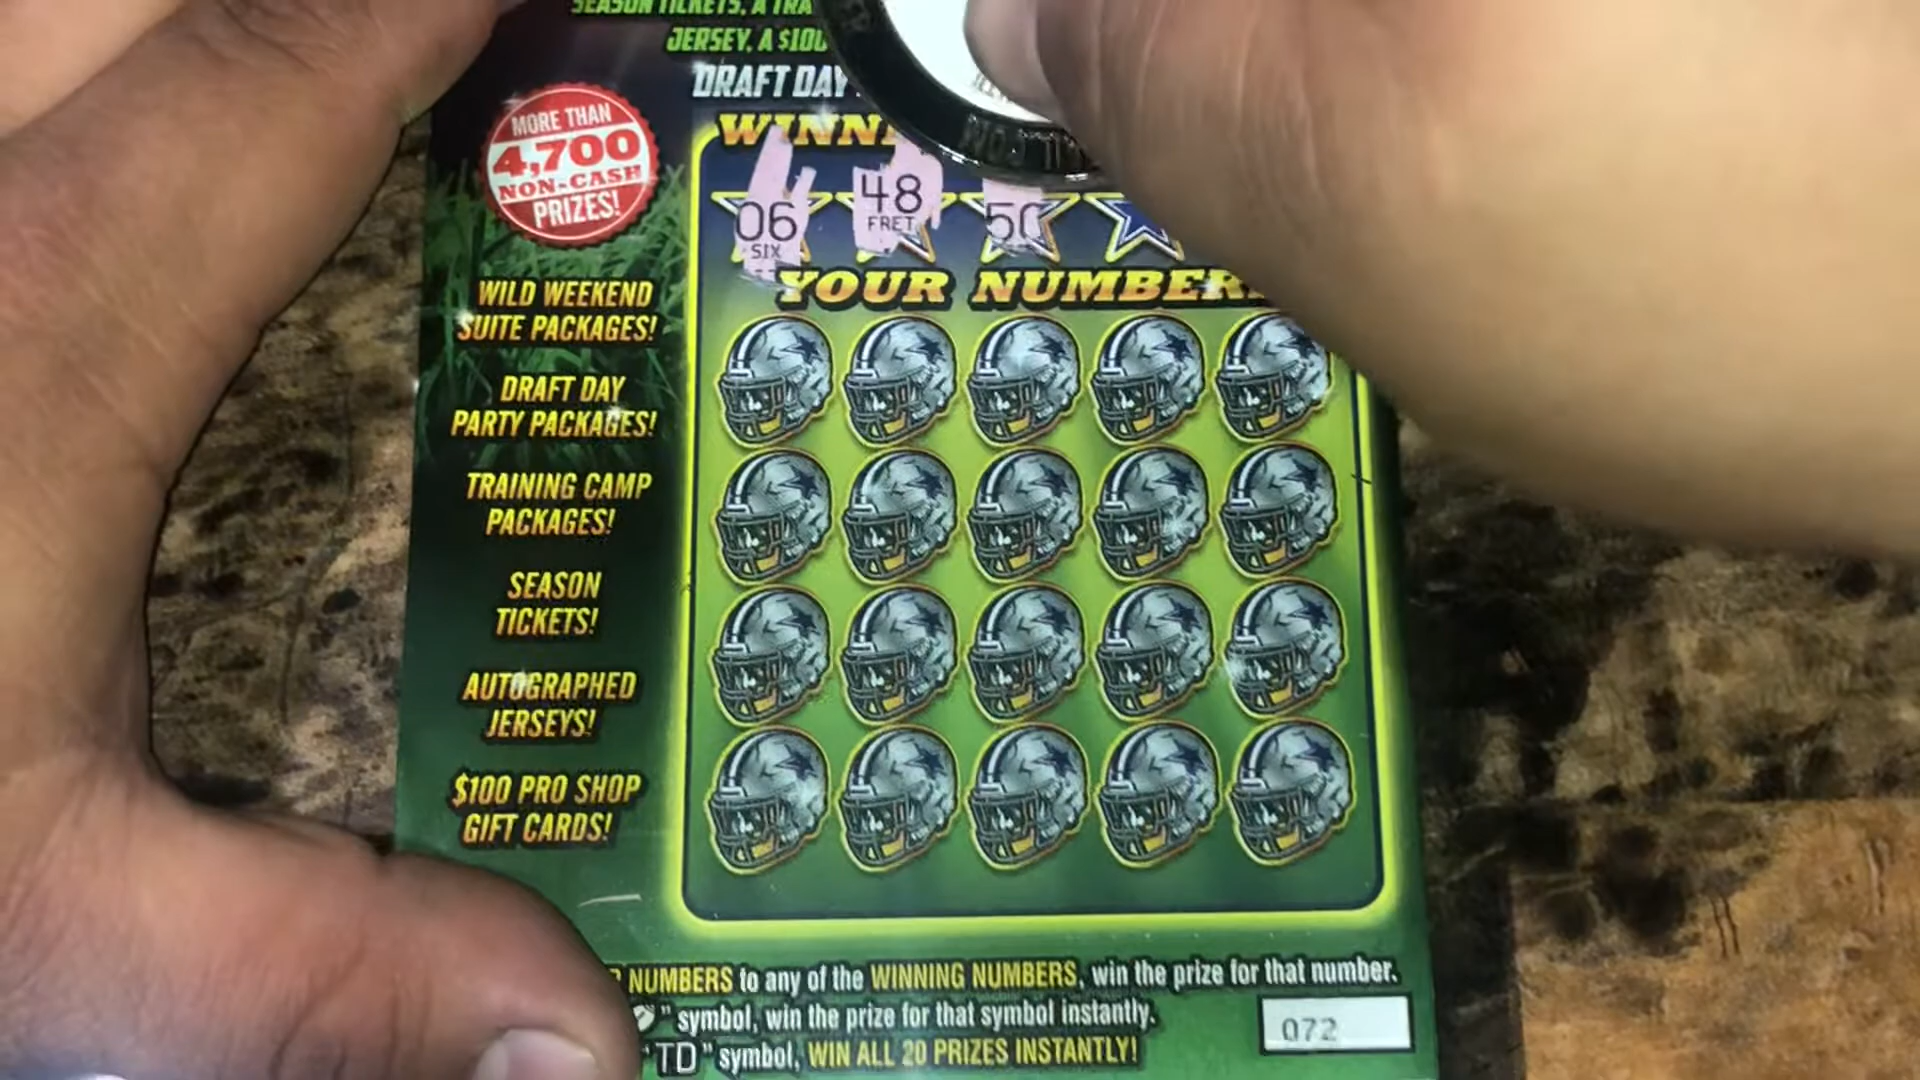 SEASON TICKETS, A TRA
JERSEY, A $100
DRAFT DAY
MORE THAN
4,700
NON-CASH
PRIZES!
WINN
06
SIX
48
FRET
50
YOUR NUMBER
WILD WEEKEND
SUITE PACKAGES!
DRAFT DAY
PARTY PACKAGES!
TRAINING CAMP
PACKAGES!
SEASON
TICKETS!
AUTOGRAPHED
JERSEYS!
$100 PRO SHOP
GIFT CARDS!
NUMBERS to any of the WINNING NUMBERS, win the prize for that number.
" symbol, win the prize for that symbol instantly.
"TD" symbol, WIN ALL 20 PRIZES INSTANTLY!
072